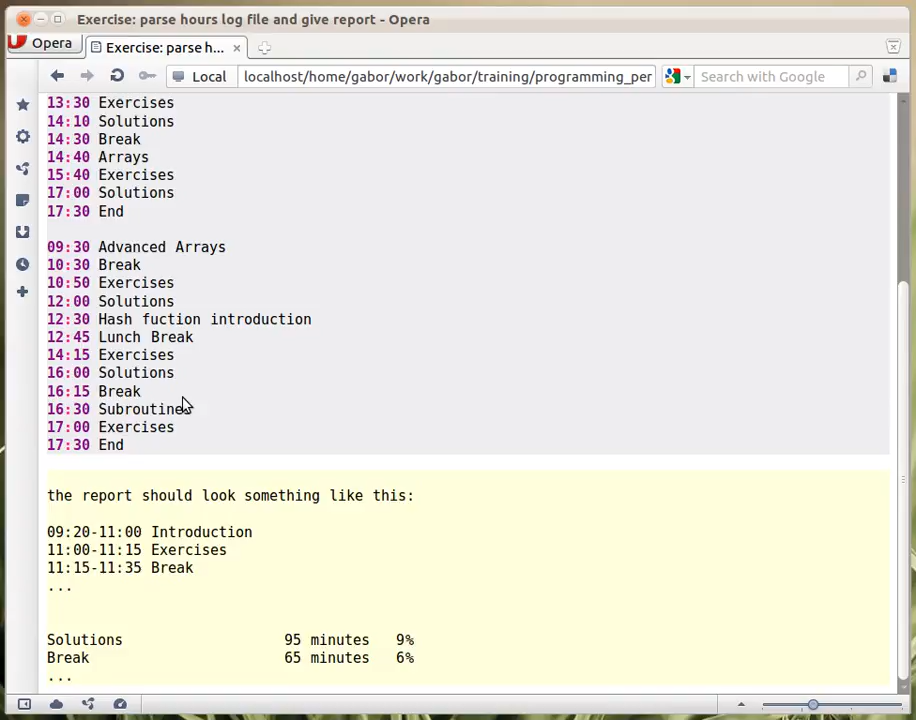 Exercise: parse hours log file and give report - Opera
Opera
Exercise: parse h...
Local
localhost/home/gabor/work/gabor/training/programming_per
Search with Google
13:30 Exercises
14:10 Solutions
14:30 Break
14:40 Arrays
15:40 Exercises
17:00 Solutions
17:30 End
09:30 Advanced Arrays
10:30 Break
10:50 Exercises
12:00 Solutions
12:30 Hash fuction introduction
12:45 Lunch Break
14:15 Exercises
16:00 Solutions
16:15 Break
16:30 Subroutines
17:00 Exercises
17:30 End
the report should look something like this:
09:20-11:00 Introduction
11:00-11:15 Exercises
11:15-11:35 Break
...
Solutions 95 minutes 9%
Break 65 minutes 6%
...